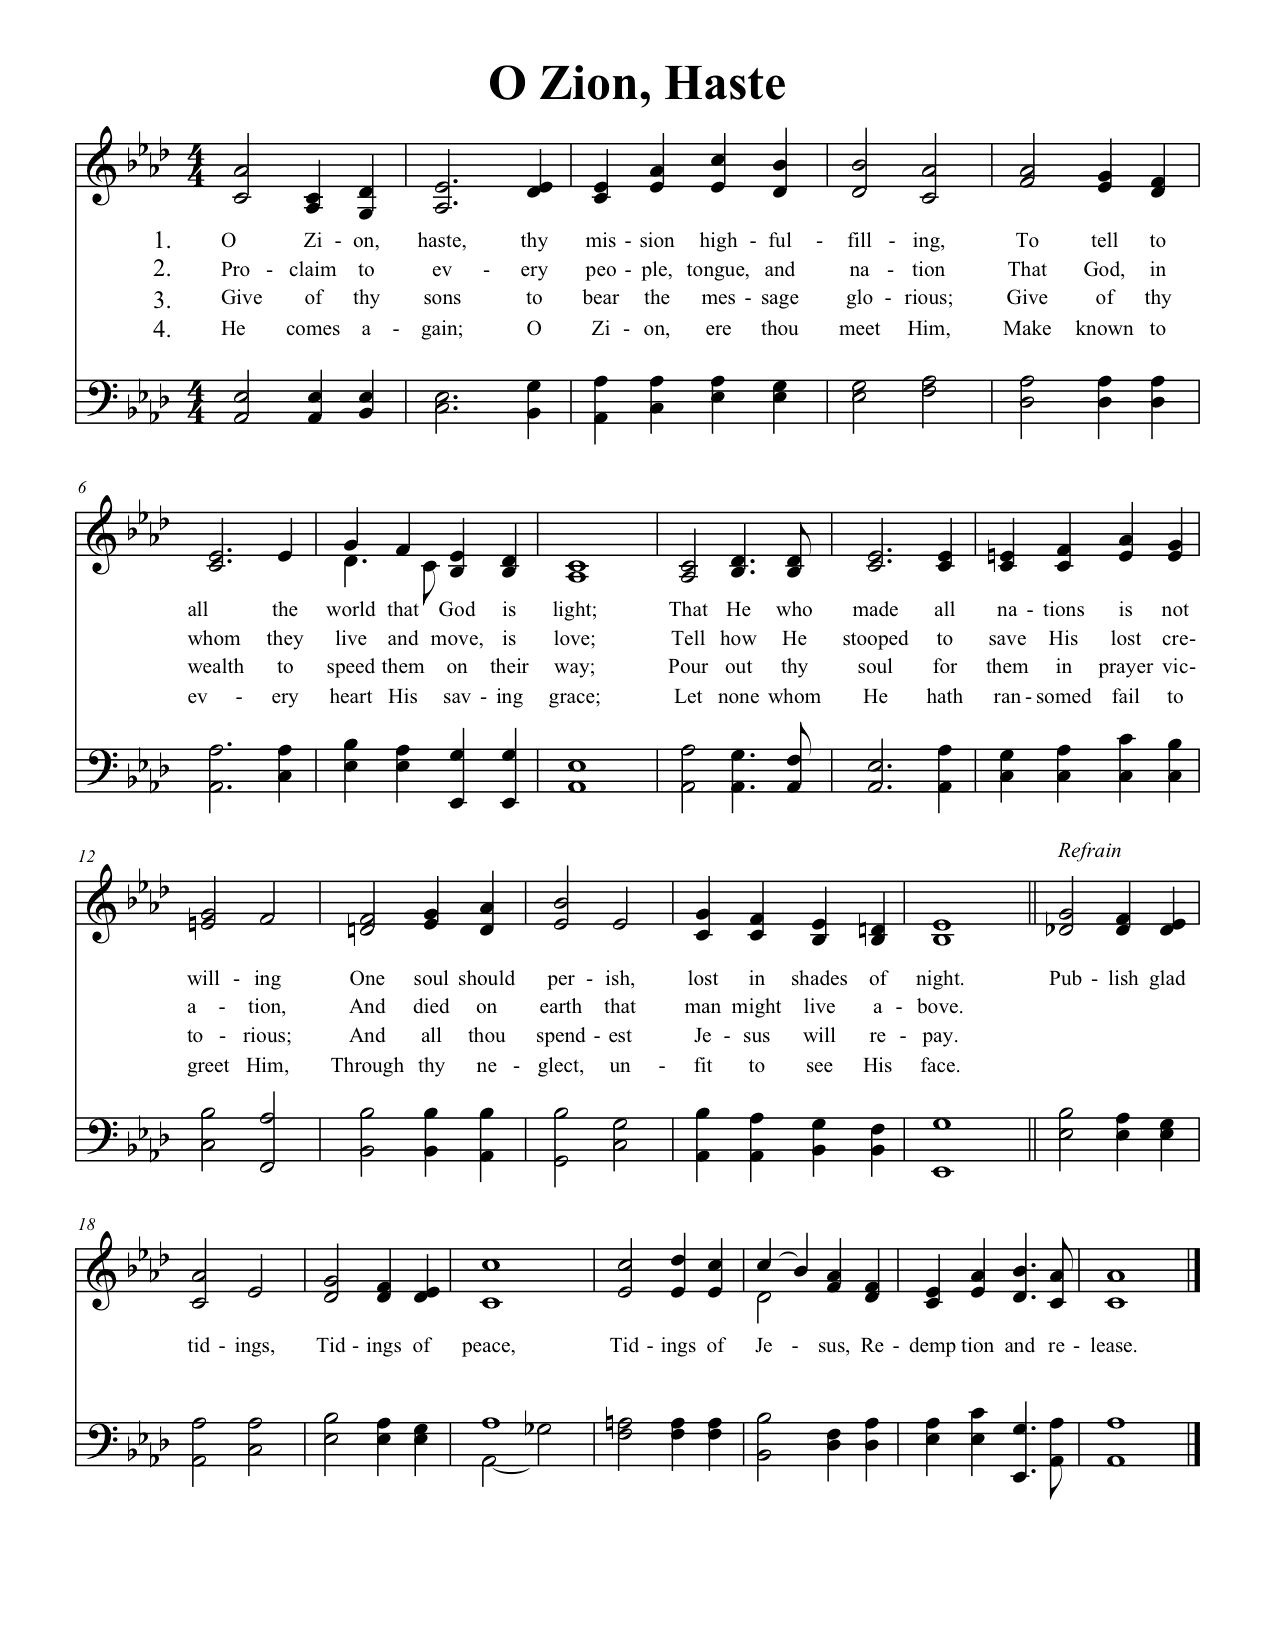 O Zion, Haste
1. O Zi - on, haste, thy mis - sion high - ful - fill - ing, To tell to
2. Pro - claim to ev - ery peo - ple, tongue, and na - tion That God, in
3. Give of thy sons to bear the mes - sage glo - rious; Give of thy
4. He comes a - gain; O Zi - on, ere thou meet Him, Make known to
6
all the world that God is light; That He who made all na - tions is not
whom they live and move, is love; Tell how He stooped to save His lost cre-
wealth to speed them on their way; Pour out thy soul for them in prayer vic-
ev - ery heart His sav - ing grace; Let none whom He hath ran - somed fail to
12
Refrain
will - ing One soul should per - ish, lost in shades of night. Pub - lish glad
a - tion, And died on earth that man might live a - bove.
to - rious; And all thou spend - est Je - sus will re - pay.
greet Him, Through thy ne - glect, un - fit to see His face.
18
tid - ings, Tid - ings of peace, Tid - ings of Je - sus, Re - demp tion and re - lease.